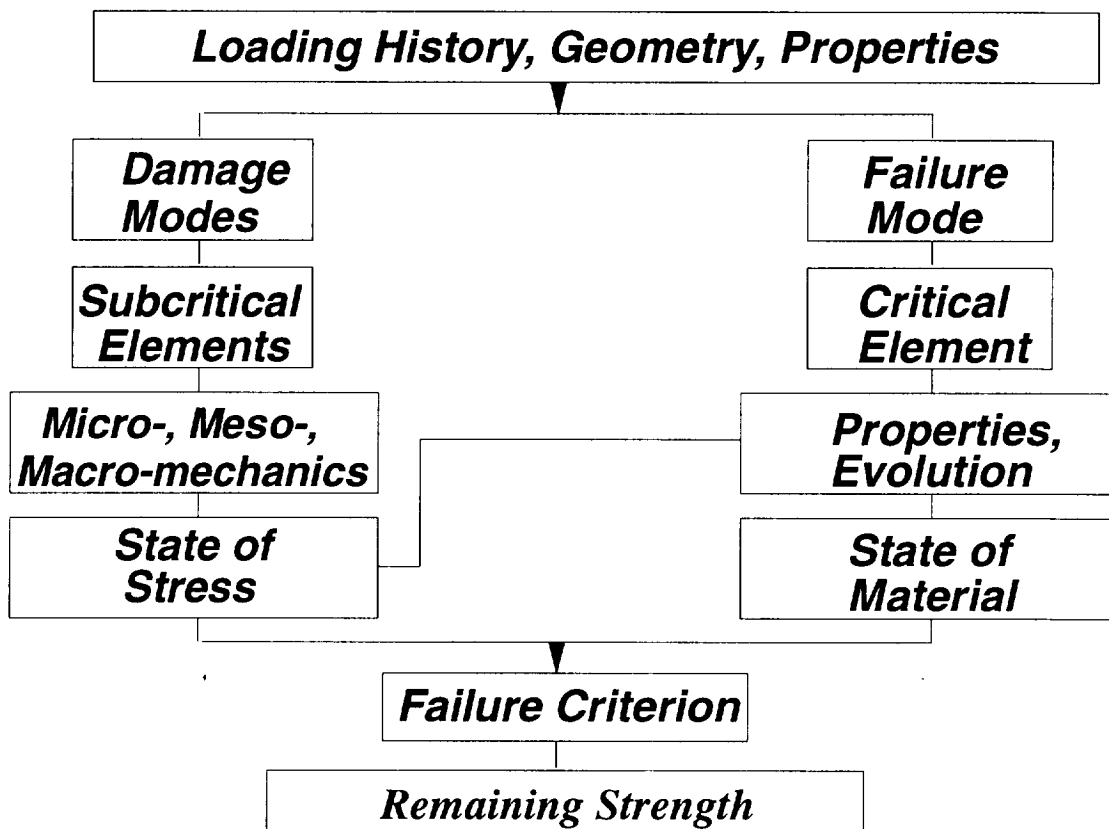 Loading History, Geometry, Properties
Damage
Modes
Failure
Mode
Subcritical
Elements
Critical
Element
Micro-, Meso-,
Macro-mechanics
Properties,
Evolution
State of
Stress
State of
Material
Failure Criterion
Remaining Strength